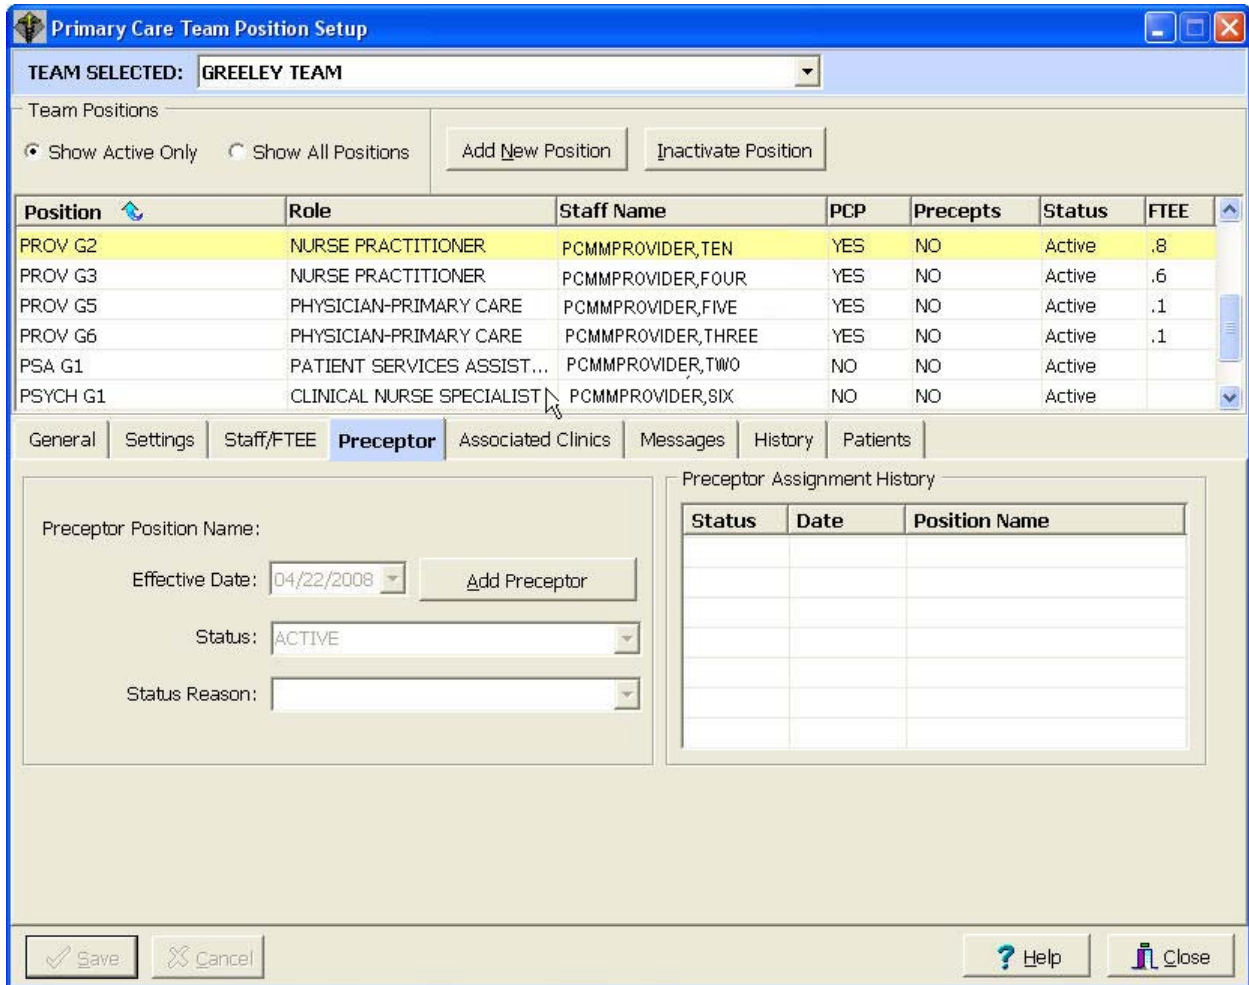 Primary Care Team Position Setup
TEAM SELECTED: GREELEY TEAM
Team Positions
Show Active Only Show All Positions Add New Position Inactivate Position
Position Role Staff Name PCP Precepts Status FTEE
PROV G2 NURSE PRACTITIONER PCMMPROVIDER,TEN YES NO Active .8
PROV G3 NURSE PRACTITIONER PCMMPROVIDER,FOUR YES NO Active .6
PROV G5 PHYSICIAN-PRIMARY CARE PCMMPROVIDER,FIVE YES NO Active .1
PROV G6 PHYSICIAN-PRIMARY CARE PCMMPROVIDER,THREE YES NO Active .1
PSA G1 PATIENT SERVICES ASSIST... PCMMPROVIDER,TWO NO NO Active
PSYCH G1 CLINICAL NURSE SPECIALIST PCMMPROVIDER,SIX NO NO Active
General Settings Staff/FTEE Preceptor Associated Clinics Messages History Patients
Preceptor Assignment History
Status Date Position Name
Preceptor Position Name:
Effective Date: 04/22/2008 Add Preceptor
Status: ACTIVE
Status Reason:
Save Cancel ? Help Close